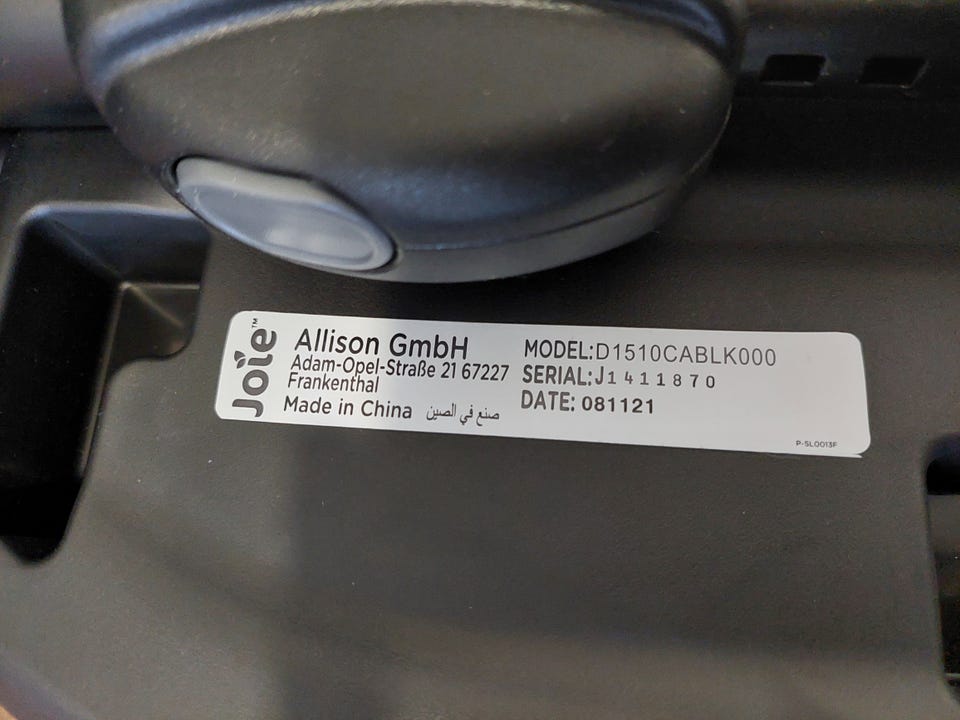 Joie™
Allison GmbH
Adam-Opel-Straße 21 67227
Frankenthal
Made in China صنع في الصين
MODEL:D1510CABLK000
SERIAL:J1411870
DATE: 081121
P-SL0013F